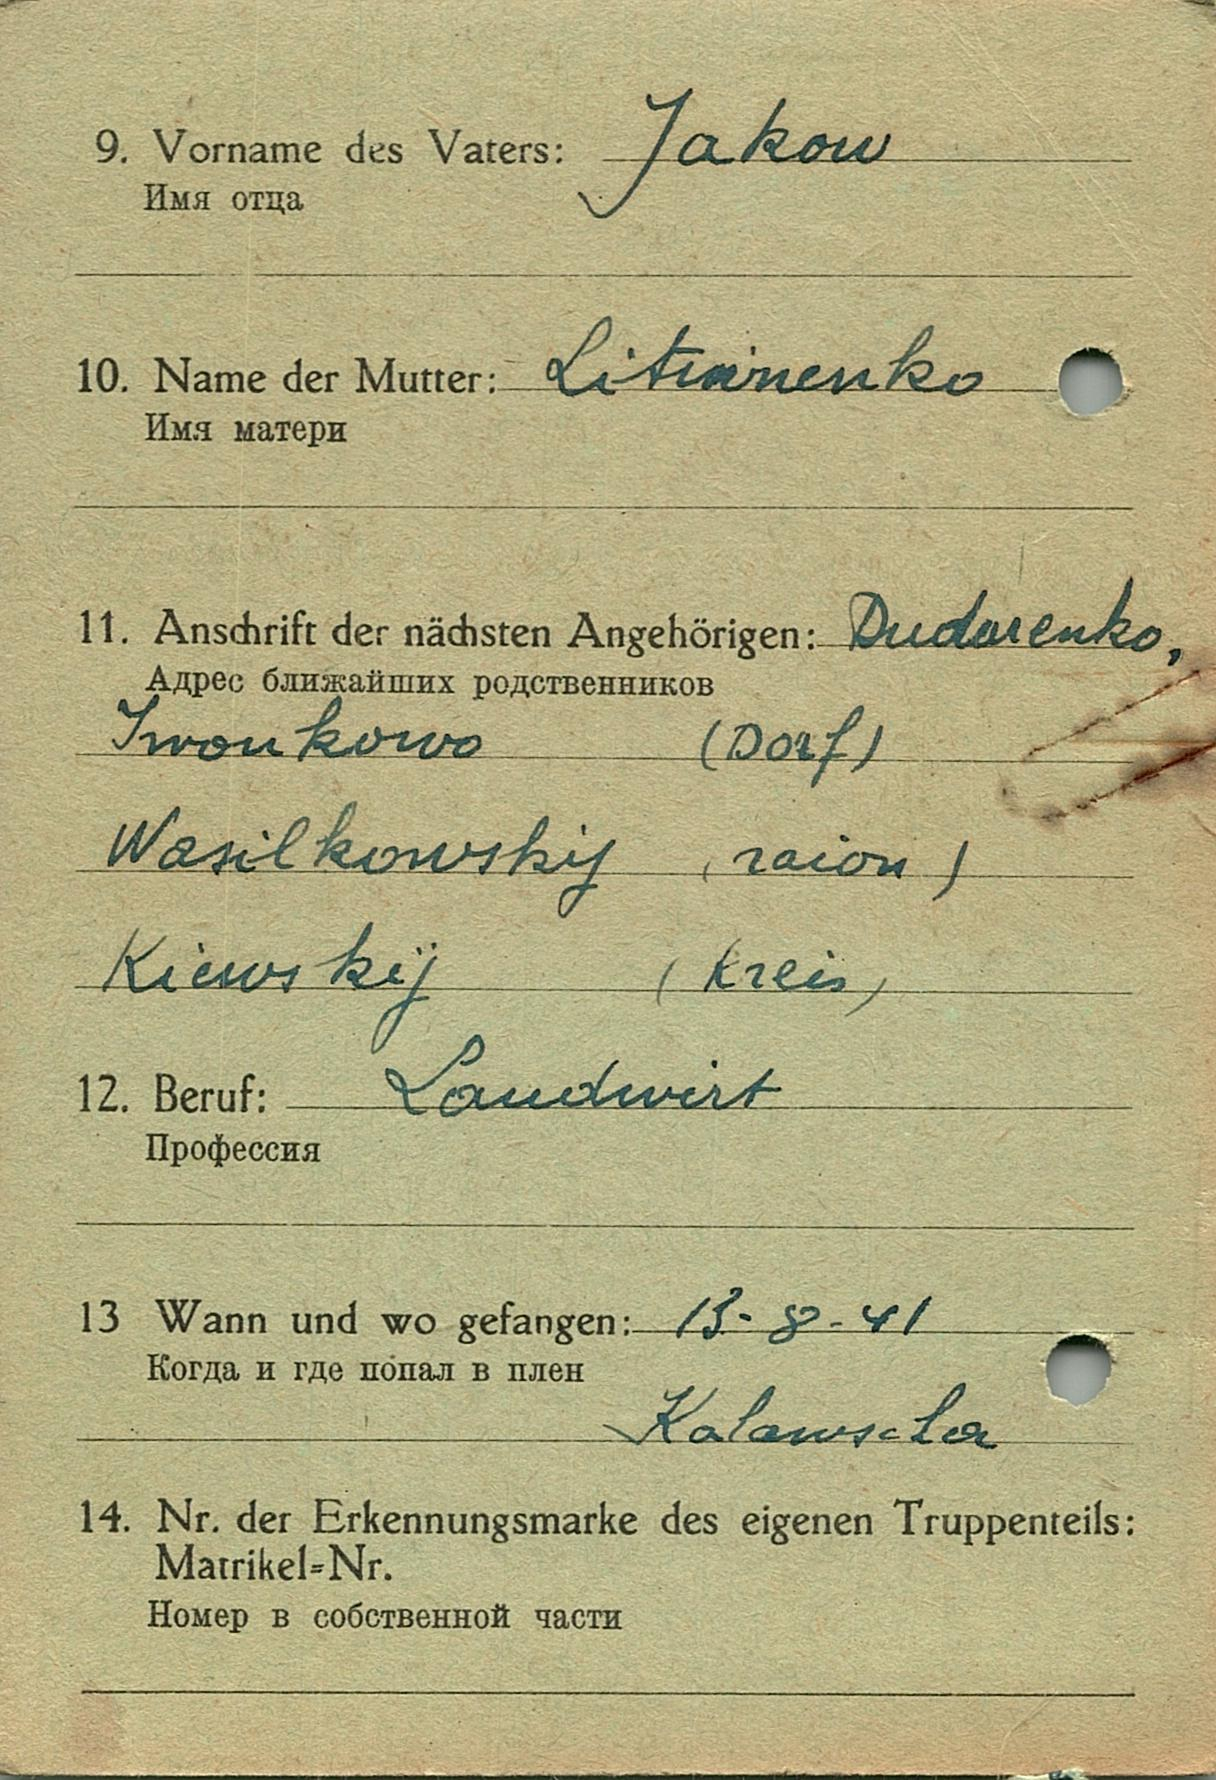 9. Vorname des Vaters: Jakow
Имя отца
10. Name der Mutter:
Имя матери
11. Anschrift der nächsten Angehörigen: Dudarenko,
Адрес ближайших родственников
Iwonkowo (Dorf)
Wasilkowskij (raion)
Kiewskij (Kreis)
12. Beruf: Landwirt
Профессия
13 Wann und wo gefangen: 13-8-41
Когда и где попал в плен
14. Nr. der Erkennungsmarke des eigenen Truppenteils:
Matrikel=Nr.
Номер в собственной части